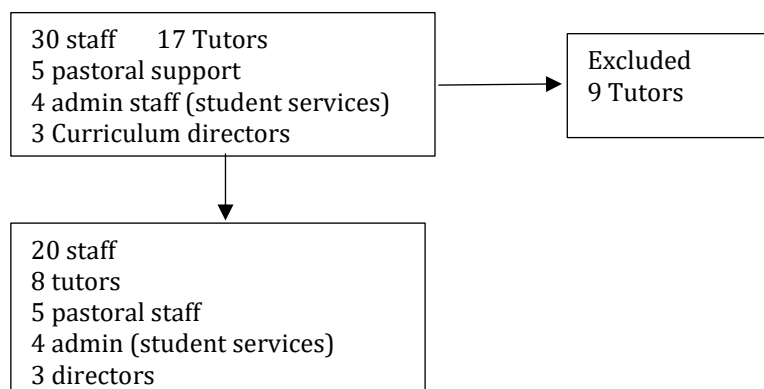 30 staff 17 Tutors
5 pastoral support
4 admin staff (student services)
3 Curriculum directors
Excluded
9 Tutors
20 staff
8 tutors
5 pastoral staff
4 admin (student services)
3 directors